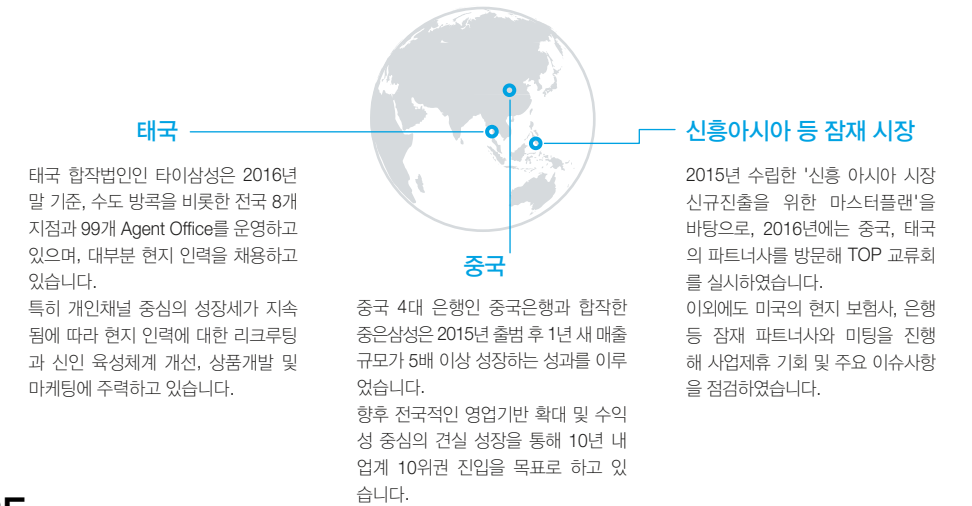 태국
태국 합작법인인 타이삼성은 2016년
말 기준, 수도 방콕을 비롯한 전국 8개
지점과 99개 Agent Office를 운영하고
있으며, 대부분 현지 인력을 채용하고
있습니다.
특히 개인채널 중심의 성장세가 지속
됨에 따라 현지 인력에 대한 리크루팅
과 신인 육성체계 개선, 상품개발 및
마케팅에 주력하고 있습니다.
중국
중국 4대 은행인 중국은행과 합작한
중은삼성은 2015년 출범 후 1년 새 매출
규모가 5배 이상 성장하는 성과를 이루
었습니다.
향후 전국적인 영업기반 확대 및 수익
성 중심의 견실 성장을 통해 10년 내
업계 10위권 진입을 목표로 하고 있
습니다.
신흥아시아 등 잠재 시장
2015년 수립한 '신흥 아시아 시장
신규진출을 위한 마스터플랜'을
바탕으로, 2016년에는 중국, 태국
의 파트너사를 방문해 TOP 교류회
를 실시하였습니다.
이외에도 미국의 현지 보험사, 은행
등 잠재 파트너사와 미팅을 진행
해 사업제휴 기회 및 주요 이슈사항
을 점검하였습니다.